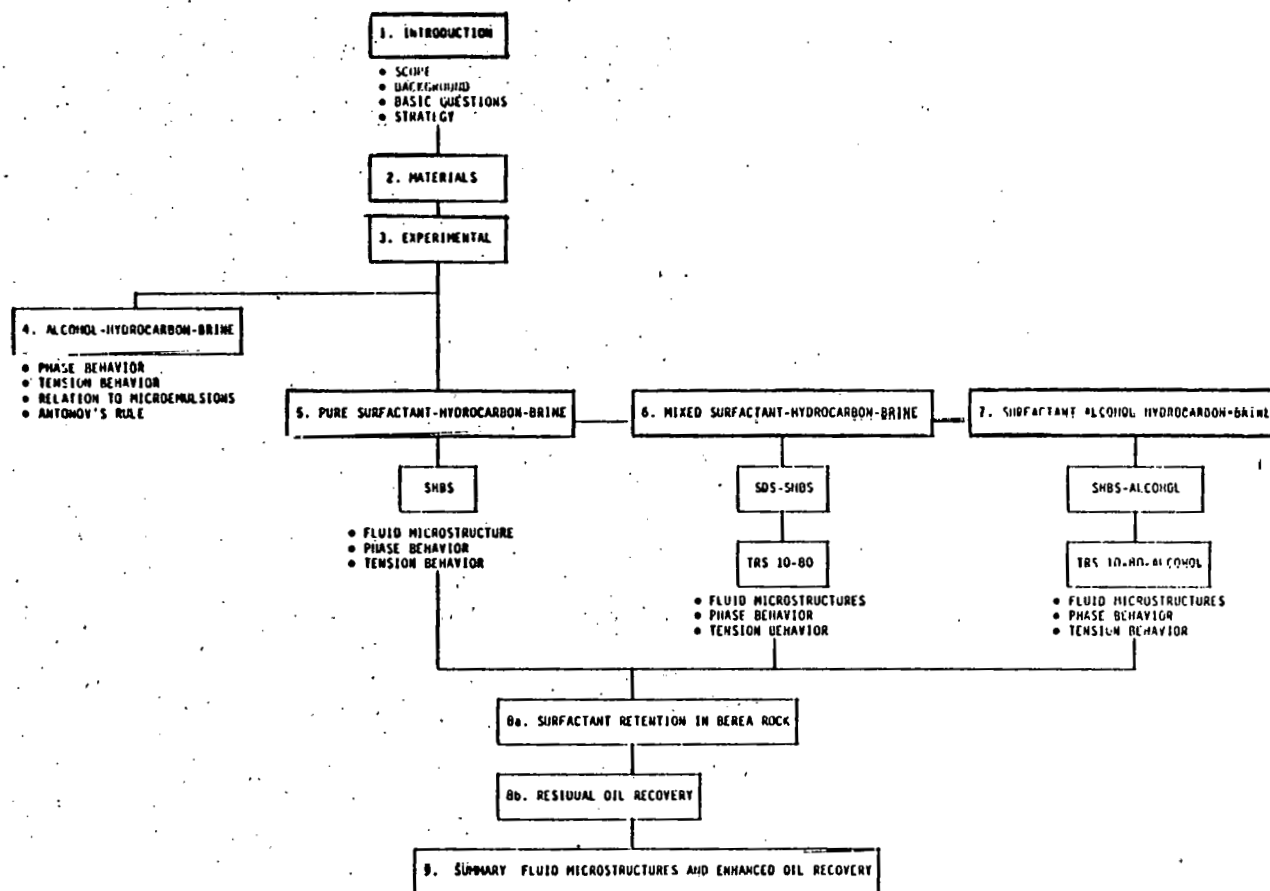 1. INTRODUCTION
● SCOPE
● BACKGROUND
● BASIC QUESTIONS
● STRATEGY
2. MATERIALS
3. EXPERIMENTAL
4. ALCOHOL-HYDROCARBON-BRINE
● PHASE BEHAVIOR
● TENSION BEHAVIOR
● RELATION TO MICROEMULSIONS
● ANTONOV'S RULE
5. PURE SURFACTANT-HYDROCARBON-BRINE
6. MIXED SURFACTANT-HYDROCARBON-BRINE
7. SURFACTANT ALCOHOL HYDROCARBON-BRINE
SHBS
SDS-SHBS
SHBS-ALCOHOL
● FLUID MICROSTRUCTURE
● PHASE BEHAVIOR
● TENSION BEHAVIOR
TRS 10-80
TRS 10-80-ALCOHOL
● FLUID MICROSTRUCTURES
● PHASE BEHAVIOR
● TENSION BEHAVIOR
● FLUID MICROSTRUCTURES
● PHASE BEHAVIOR
● TENSION BEHAVIOR
8a. SURFACTANT RETENTION IN BEREA ROCK
8b. RESIDUAL OIL RECOVERY
9. SUMMARY FLUID MICROSTRUCTURES AND ENHANCED OIL RECOVERY